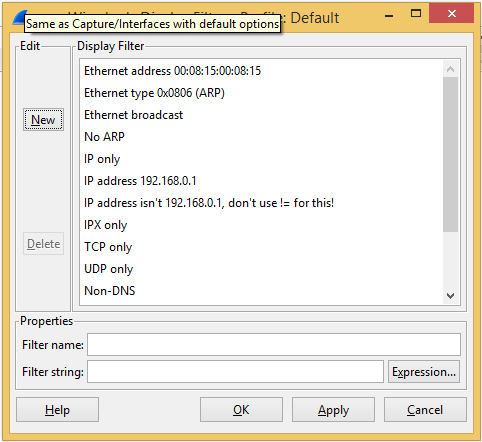 Same as Capture/Interfaces with default options
Profile: Default
Edit
Display Filter
Ethernet address 00:08:15:00:08:15
Ethernet type 0x0806 (ARP)
Ethernet broadcast
No ARP
IP only
IP address 192.168.0.1
IP address isn't 192.168.0.1, don't use != for this!
IPX only
TCP only
UDP only
Non-DNS
New
Delete
Properties
Filter name:
Filter string:
Expression...
Help
OK
Apply
Cancel